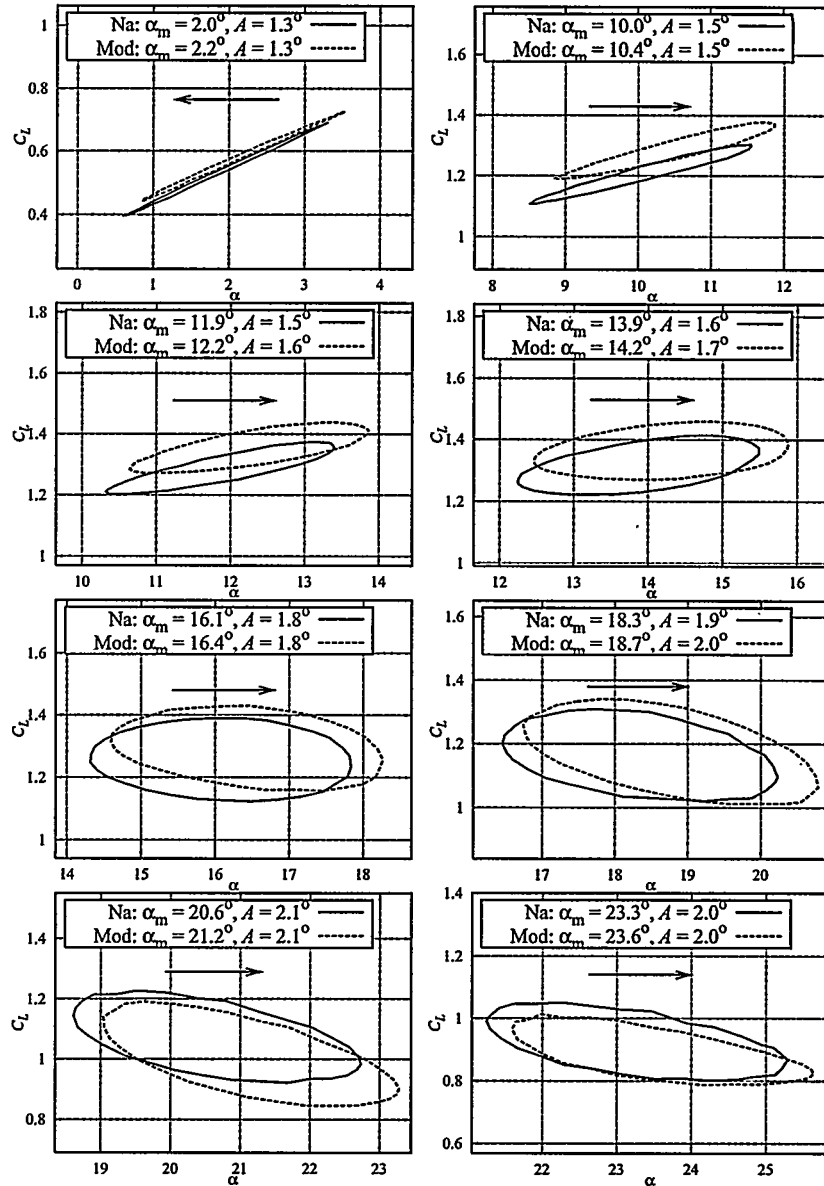 Na: αm = 2.0°, A = 1.3°
Mod: αm = 2.2°, A = 1.3°
CL
1
0.8
0.6
0.4
0
1
2
3
4
α
Na: αm = 10.0°, A = 1.5°
Mod: αm = 10.4°, A = 1.5°
CL
1.6
1.4
1.2
1
8
9
10
11
12
α
Na: αm = 11.9°, A = 1.5°
Mod: αm = 12.2°, A = 1.6°
CL
1.8
1.6
1.4
1.2
1
10
11
12
13
14
α
Na: αm = 13.9°, A = 1.6°
Mod: αm = 14.2°, A = 1.7°
CL
1.8
1.6
1.4
1.2
1
12
13
14
15
16
α
Na: αm = 16.1°, A = 1.8°
Mod: αm = 16.4°, A = 1.8°
CL
1.6
1.4
1.2
1
14
15
16
17
18
α
Na: αm = 18.3°, A = 1.9°
Mod: αm = 18.7°, A = 2.0°
CL
1.6
1.4
1.2
1
17
18
19
20
α
Na: αm = 20.6°, A = 2.1°
Mod: αm = 21.2°, A = 2.1°
CL
1.4
1.2
1
0.8
19
20
21
22
23
α
Na: αm = 23.3°, A = 2.0°
Mod: αm = 23.6°, A = 2.0°
CL
1.4
1.2
1
0.8
0.6
22
23
24
25
α